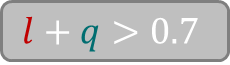 l + q > 0.7